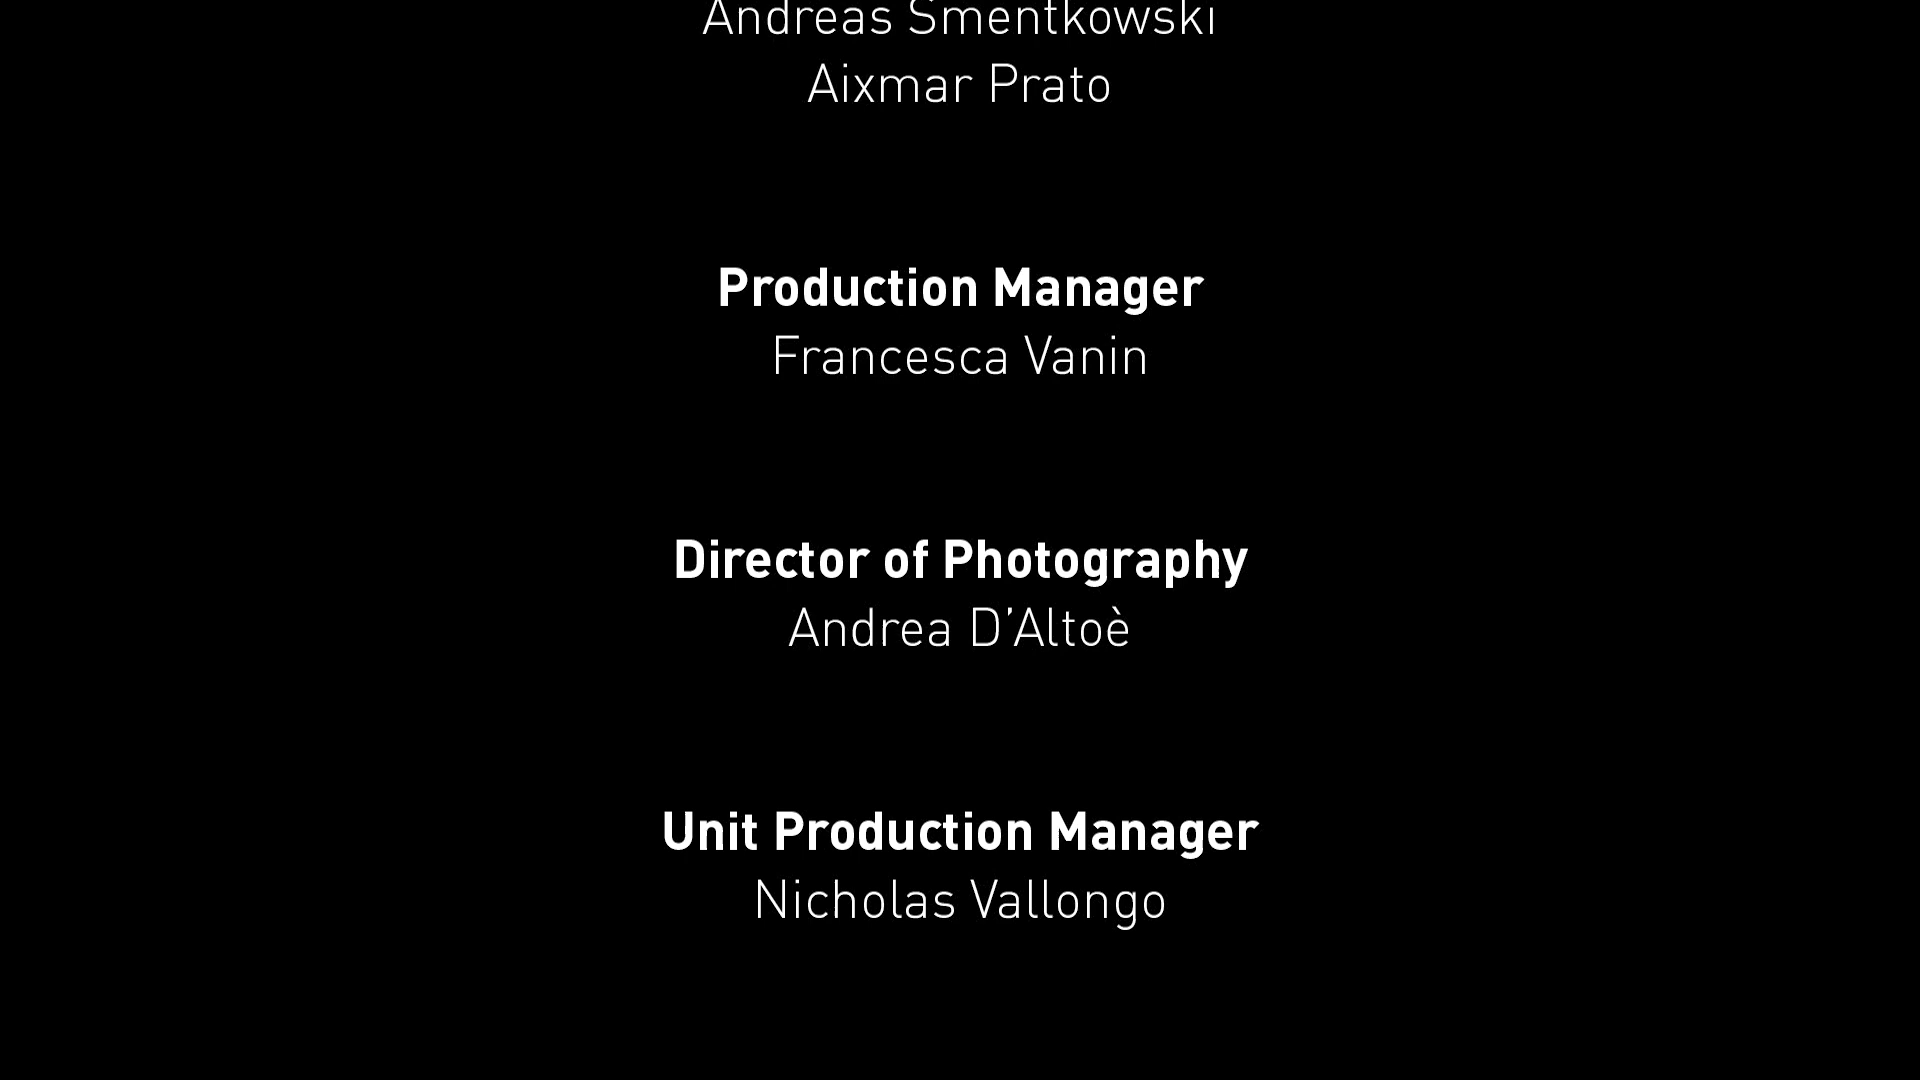 Andreas Smentkowski
Aixmar Prato
Production Manager
Francesca Vanin
Director of Photography
Andrea D’Altoè
Unit Production Manager
Nicholas Vallongo